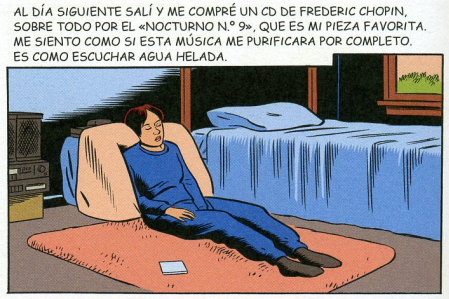 AL DÍA SIGUIENTE SALÍ Y ME COMPRÉ UN CD DE FREDERIC CHOPIN,
SOBRE TODO POR EL «NOCTURNO N.º 9», QUE ES MI PIEZA FAVORITA.
ME SIENTO COMO SI ESTA MÚSICA ME PURIFICARA POR COMPLETO.
ES COMO ESCUCHAR AGUA HELADA.